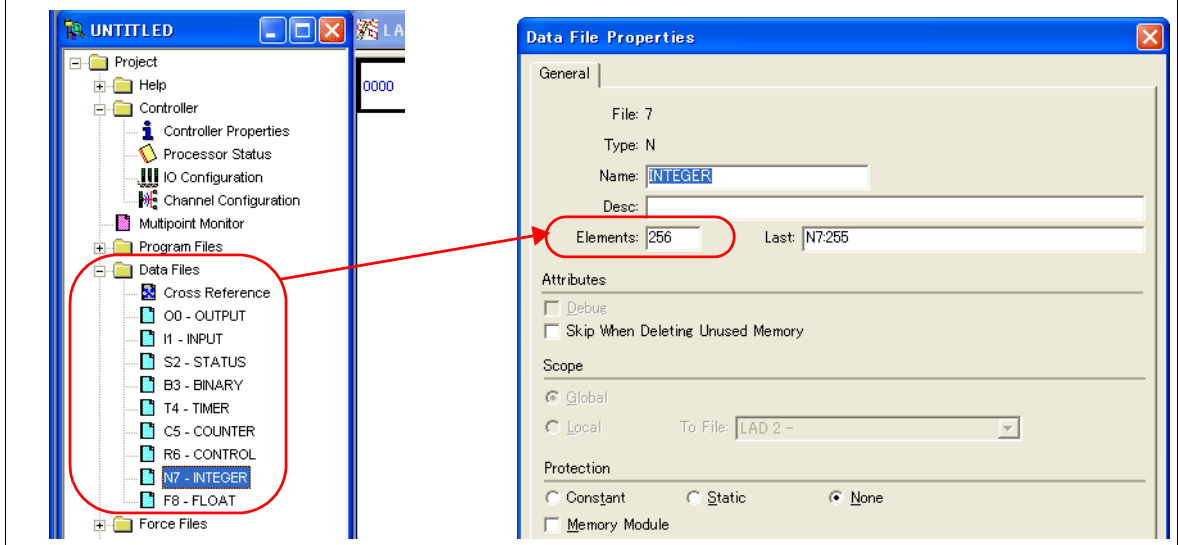 UNTITLED
LA
Project
Help
Controller
Controller Properties
Processor Status
IO Configuration
Channel Configuration
Multipoint Monitor
Program Files
Data Files
Cross Reference
O0 - OUTPUT
I1 - INPUT
S2 - STATUS
B3 - BINARY
T4 - TIMER
C5 - COUNTER
R6 - CONTROL
N7 - INTEGER
F8 - FLOAT
Force Files
0000
Data File Properties
General
File: 7
Type: N
Name: INTEGER
Desc:
Elements: 256 Last: N7:255
Attributes
Debug
Skip When Deleting Unused Memory
Scope
Global
Local To File: LAD 2 -
Protection
Constant Static None
Memory Module